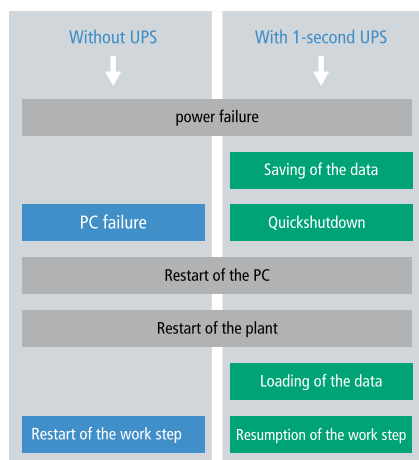 Without UPS
With 1-second UPS
power failure
Saving of the data
PC failure
Quickshutdown
Restart of the PC
Restart of the plant
Loading of the data
Restart of the work step
Resumption of the work step